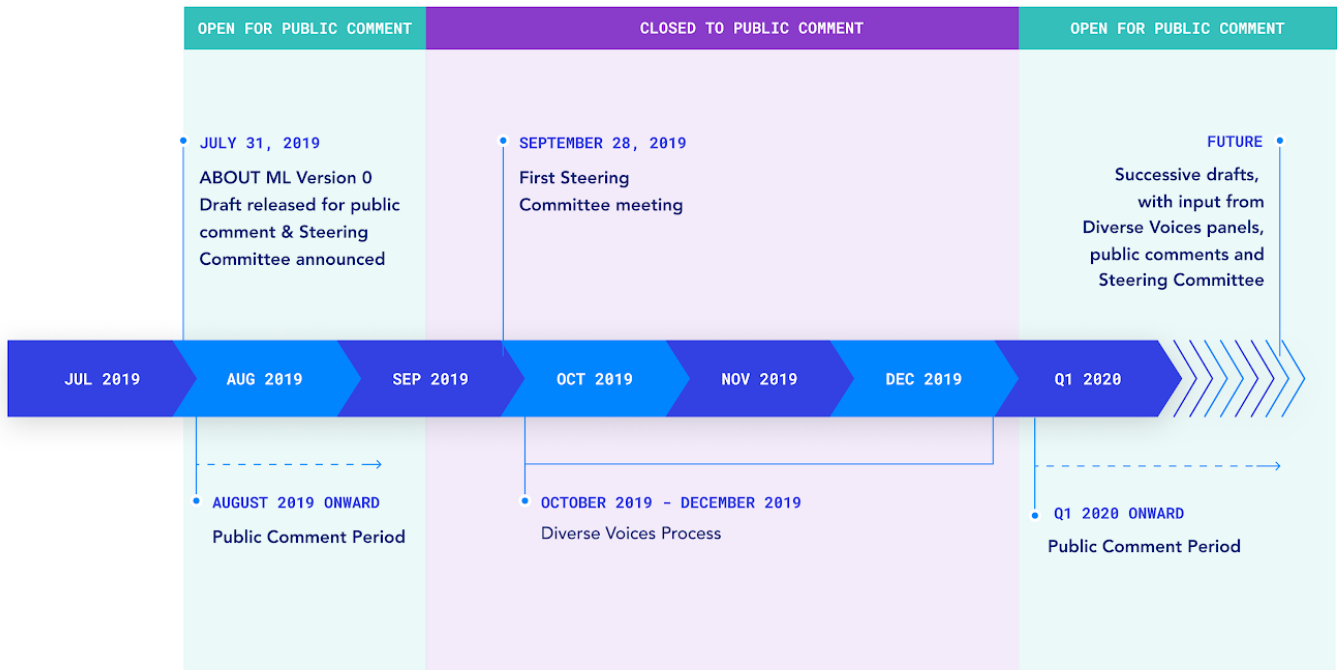 OPEN FOR PUBLIC COMMENT
CLOSED TO PUBLIC COMMENT
OPEN FOR PUBLIC COMMENT
JULY 31, 2019
ABOUT ML Version 0
Draft released for public
comment & Steering
Committee announced
SEPTEMBER 28, 2019
First Steering
Committee meeting
FUTURE
Successive drafts,
with input from
Diverse Voices panels,
public comments and
Steering Committee
JUL 2019
AUG 2019
SEP 2019
OCT 2019
NOV 2019
DEC 2019
Q1 2020
AUGUST 2019 ONWARD
Public Comment Period
OCTOBER 2019 - DECEMBER 2019
Diverse Voices Process
Q1 2020 ONWARD
Public Comment Period